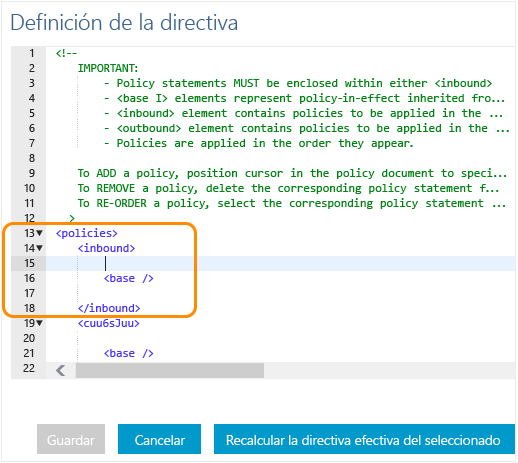 Definición de la directiva
1 <!--
2 IMPORTANT:
3 - Policy statements MUST be enclosed within either <inbound>
4 - <base I> elements represent policy-in-effect inherited fro...
5 - <inbound> element contains policies to be applied in the ...
6 - <outbound> element contains policies to be applied in the ...
7 - Policies are applied in the order they appear.
8
9 To ADD a policy, position cursor in the policy document to speci...
10 To REMOVE a policy, delete the corresponding policy statement f...
11 To RE-ORDER a policy, select the corresponding policy statement ...
12 >
13 <policies>
14 <inbound>
15
16 <base />
17
18 </inbound>
19 <cuu6sJuu>
20
21 <base />
22
Guardar Cancelar Recalcular la directiva efectiva del seleccionado